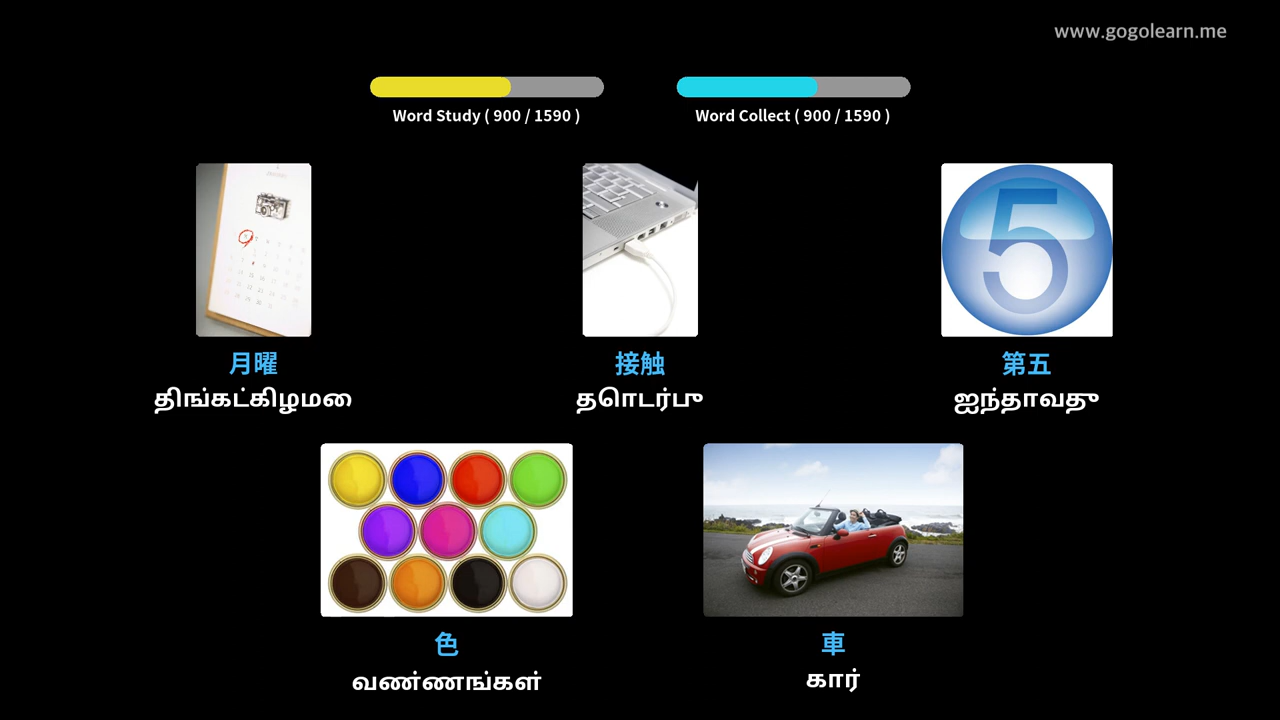 www.gogolearn.me
Word Study ( 900 / 1590 )
Word Collect ( 900 / 1590 )
5
月曜
接触
第五
திங்கட்கிழமை
தொடர்பு
ஐந்தாவது
色
車
வண்ணங்கள்
கார்